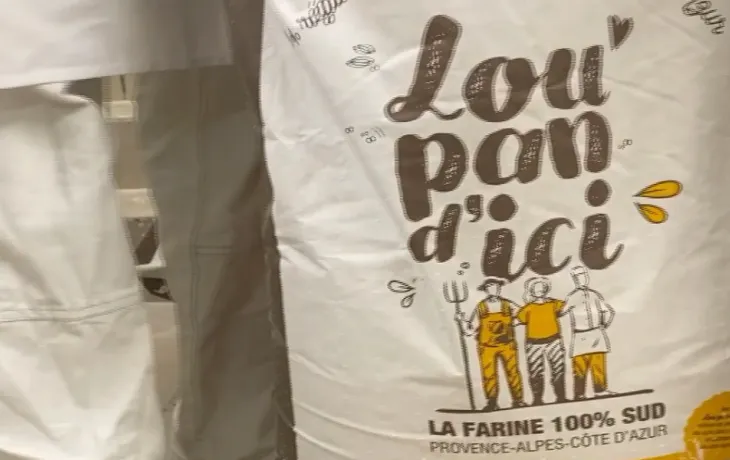 Lou
pan
d'ici
LA FARINE 100% SUD
PROVENCE-ALPES-CÔTE D'AZUR